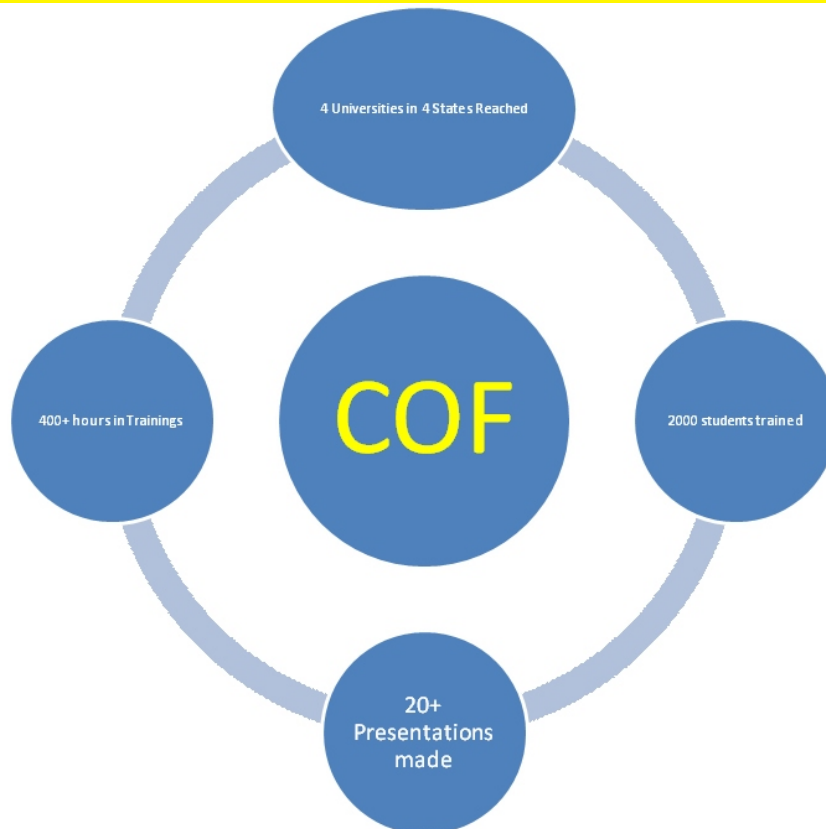 4 Universities in 4 States Reached
400+ hours in Trainings
COF
2000 students trained
20+
Presentations
made